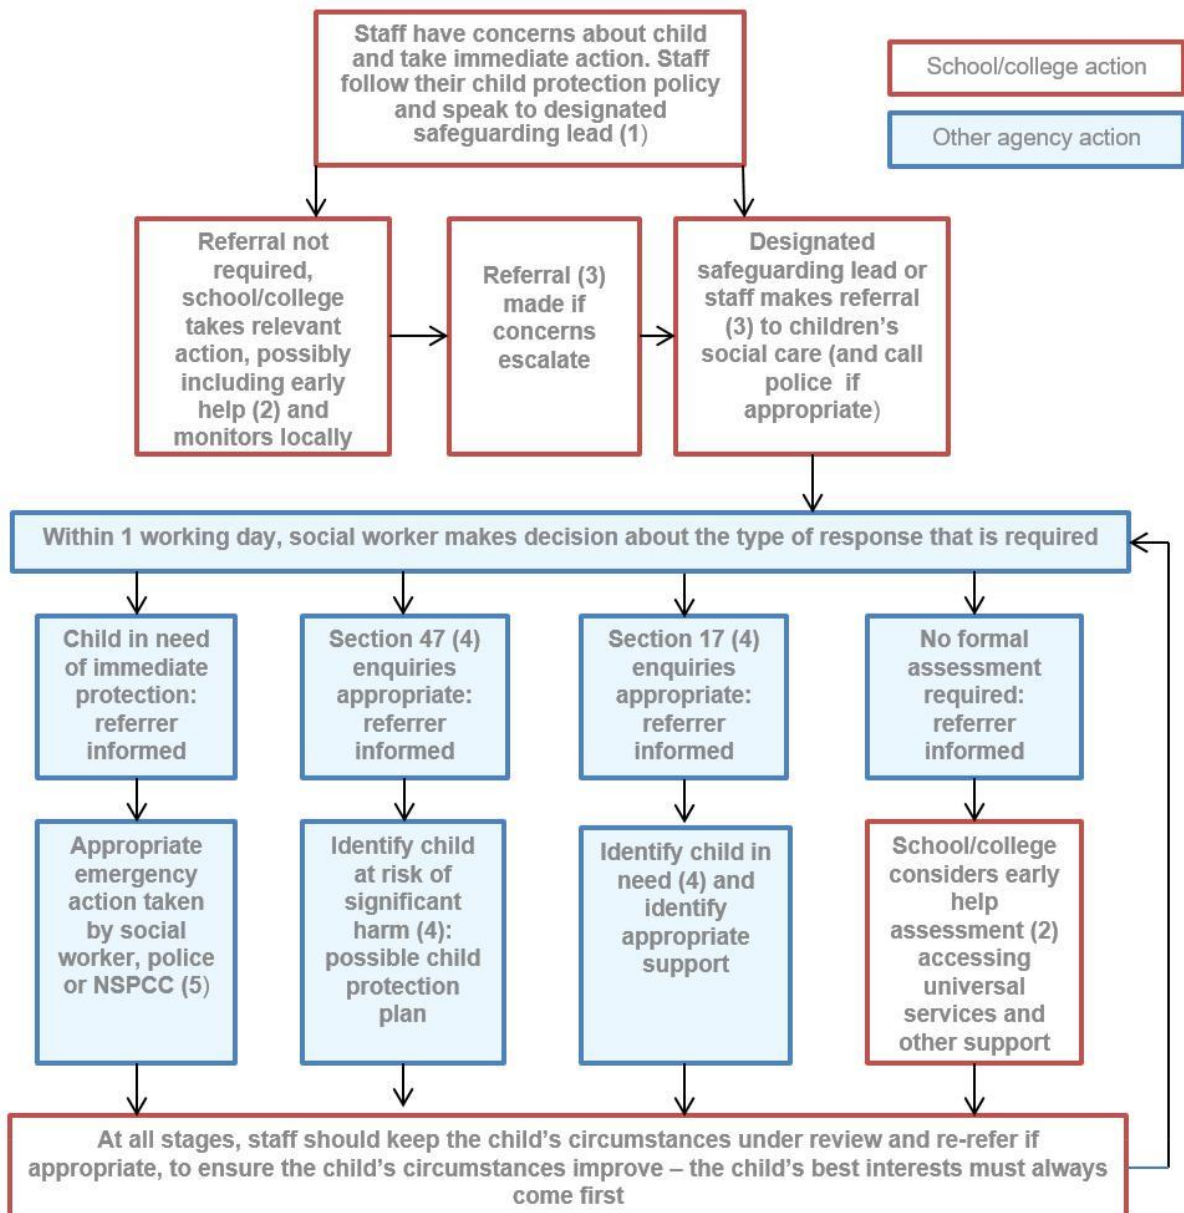 Staff have concerns about child
and take immediate action. Staff
follow their child protection policy
and speak to designated
safeguarding lead (1)
School/college action
Other agency action
Referral not
required,
school/college
takes relevant
action, possibly
including early
help (2) and
monitors locally
Referral (3)
made if
concerns
escalate
Designated
safeguarding lead or
staff makes referral
(3) to children’s
social care (and call
police if
appropriate)
Within 1 working day, social worker makes decision about the type of response that is required
Child in need
of immediate
protection:
referrer
informed
Section 47 (4)
enquiries
appropriate:
referrer
informed
Section 17 (4)
enquiries
appropriate:
referrer
informed
No formal
assessment
required:
referrer
informed
Appropriate
emergency
action taken
by social
worker, police
or NSPCC (5)
Identify child
at risk of
significant
harm (4):
possible child
protection
plan
Identify child in
need (4) and
identify
appropriate
support
School/college
considers early
help
assessment (2)
accessing
universal
services and
other support
At all stages, staff should keep the child’s circumstances under review and re-refer if
appropriate, to ensure the child’s circumstances improve – the child’s best interests must always
come first